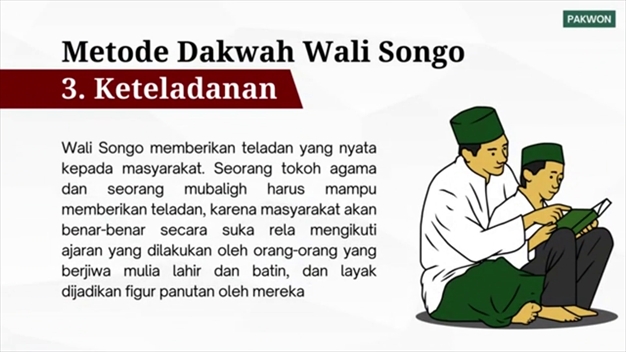 PAKWON
Metode Dakwah Wali Songo
3. Keteladanan
Wali Songo memberikan teladan yang nyata
kepada masyarakat. Seorang tokoh agama
dan seorang mubaligh harus mampu
memberikan teladan, karena masyarakat akan
benar-benar secara suka rela mengikuti
ajaran yang dilakukan oleh orang-orang yang
berjiwa mulia lahir dan batin, dan layak
dijadikan figur panutan oleh mereka